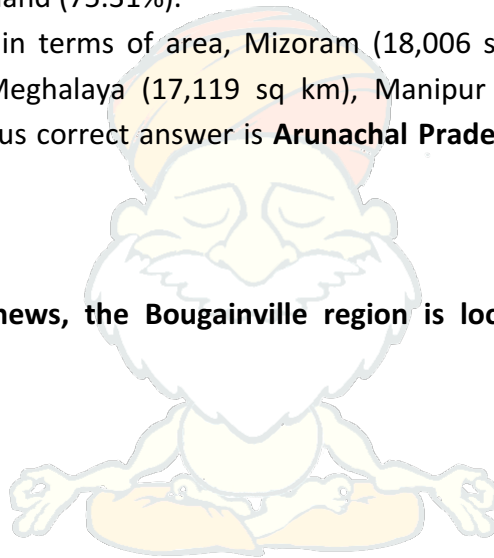 land (75.31%).
in terms of area, Mizoram (18,006 s
Meghalaya (17,119 sq km), Manipur
us correct answer is Arunachal Prade
news, the Bougainville region is loc